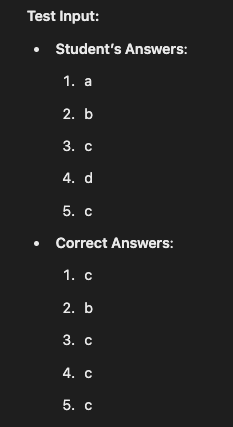 Test Input:
• Student’s Answers:
1. a
2. b
3. c
4. d
5. c
• Correct Answers:
1. c
2. b
3. c
4. c
5. c